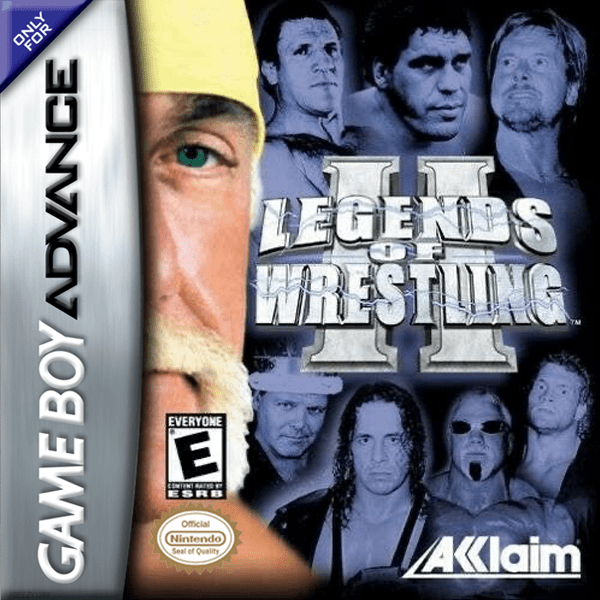 ONLY
FOR
GAME BOY ADVANCE
II
LEGENDS
OF
WRESTLING
™
EVERYONE
E
CONTENT RATED BY
ESRB
Official
Nintendo
Seal of Quality
AKKlaim